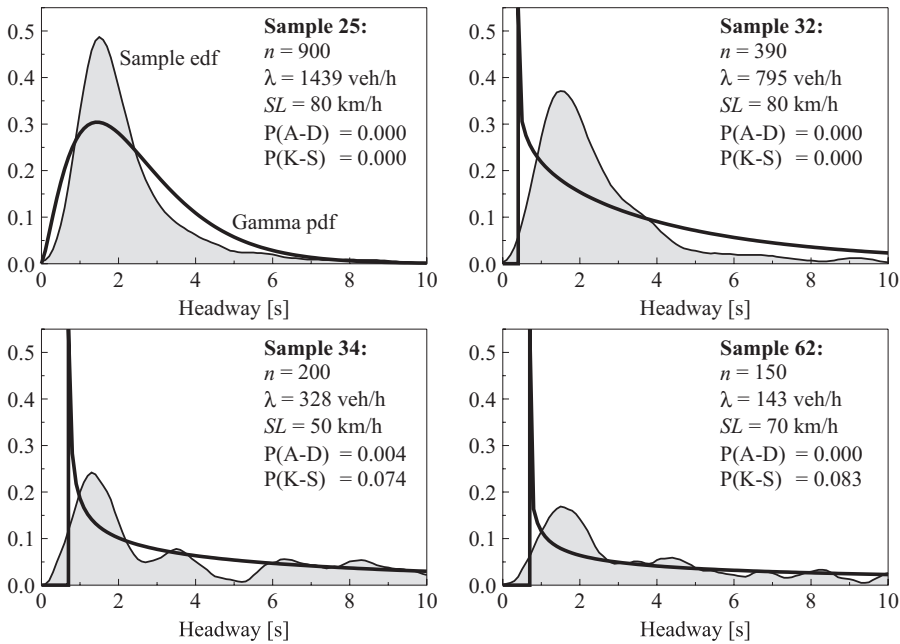 Sample 25:
n = 900
λ = 1439 veh/h
SL = 80 km/h
P(A-D) = 0.000
P(K-S) = 0.000
Sample edf
Gamma pdf
0.5
0.4
0.3
0.2
0.1
0.0
0 2 4 6 8 10
Headway [s]
Sample 32:
n = 390
λ = 795 veh/h
SL = 80 km/h
P(A-D) = 0.000
P(K-S) = 0.000
0.5
0.4
0.3
0.2
0.1
0.0
0 2 4 6 8 10
Headway [s]
Sample 34:
n = 200
λ = 328 veh/h
SL = 50 km/h
P(A-D) = 0.004
P(K-S) = 0.074
0.5
0.4
0.3
0.2
0.1
0.0
0 2 4 6 8 10
Headway [s]
Sample 62:
n = 150
λ = 143 veh/h
SL = 70 km/h
P(A-D) = 0.000
P(K-S) = 0.083
0.5
0.4
0.3
0.2
0.1
0.0
0 2 4 6 8 10
Headway [s]